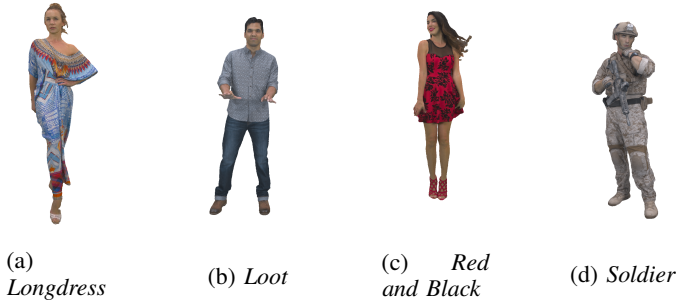 (a)
Longdress
(b) Loot
(c) Red
and Black
(d) Soldier